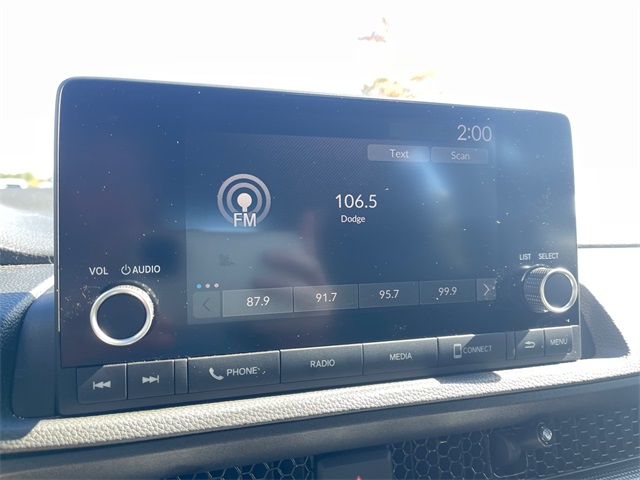 2:00
Text Scan
106.5
Dodge
FM
VOL AUDIO
LIST SELECT
87.9 91.7 95.7 99.9
PHONE RADIO MEDIA CONNECT MENU